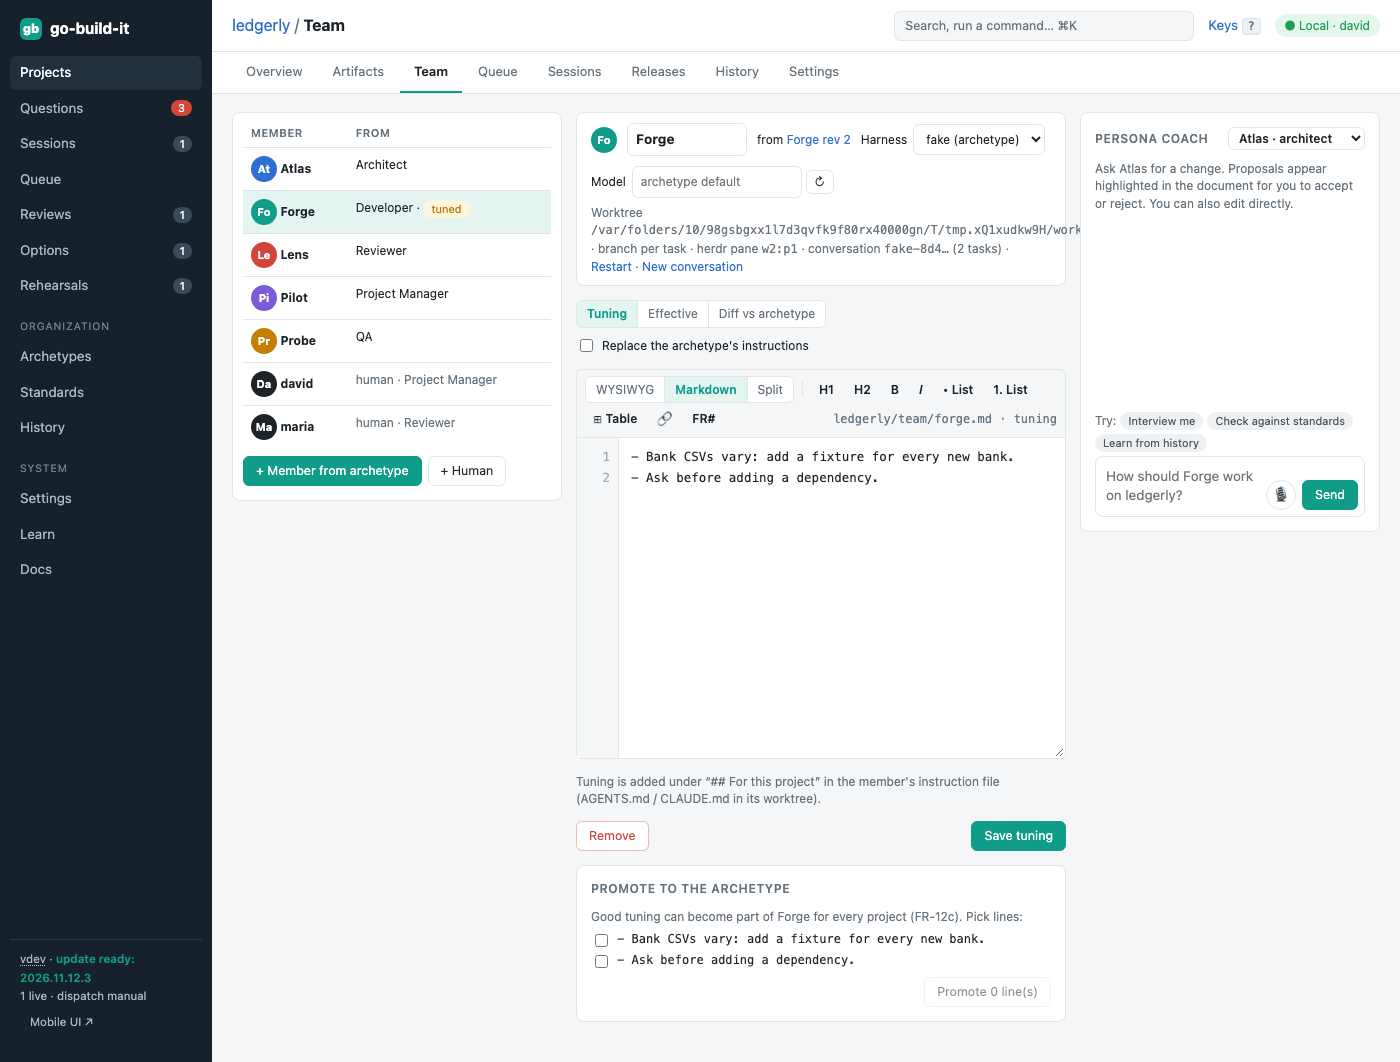 gb go-build-it
Projects
Questions 3
Sessions 1
Queue
Reviews 1
Options 1
Rehearsals 1
ORGANIZATION
Archetypes
Standards
History
SYSTEM
Settings
Learn
Docs
vdev · update ready:
2026.11.12.3
1 live · dispatch manual
Mobile UI ↗
ledgerly / Team
Search, run a command... ⌘K
Keys ?
Local · david
Overview Artifacts Team Queue Sessions Releases History Settings
MEMBER FROM
At Atlas Architect
Fo Forge Developer · tuned
Le Lens Reviewer
Pi Pilot Project Manager
Pr Probe QA
Da david human · Project Manager
Ma maria human · Reviewer
+ Member from archetype + Human
Fo Forge from Forge rev 2 Harness fake (archetype)
Model archetype default ↻
Worktree
/var/folders/10/98gsbgxx1l7d3qvfk9f80rx40000gn/T/tmp.xQ1xudkw9H/work
· branch per task · herdr pane w2:p1 · conversation fake-8d4… (2 tasks) ·
Restart · New conversation
Tuning Effective Diff vs archetype
Replace the archetype's instructions
WYSIWYG Markdown Split H1 H2 B I • List 1. List
⊞ Table 🔗 FR# ledgerly/team/forge.md · tuning
1 - Bank CSVs vary: add a fixture for every new bank.
2 - Ask before adding a dependency.
Tuning is added under “## For this project” in the member's instruction file
(AGENTS.md / CLAUDE.md in its worktree).
Remove Save tuning
PROMOTE TO THE ARCHETYPE
Good tuning can become part of Forge for every project (FR-12c). Pick lines:
- Bank CSVs vary: add a fixture for every new bank.
- Ask before adding a dependency.
Promote 0 line(s)
PERSONA COACH Atlas · architect
Ask Atlas for a change. Proposals appear
highlighted in the document for you to accept
or reject. You can also edit directly.
Try: Interview me Check against standards
Learn from history
How should Forge work
on ledgerly?
🎙 Send